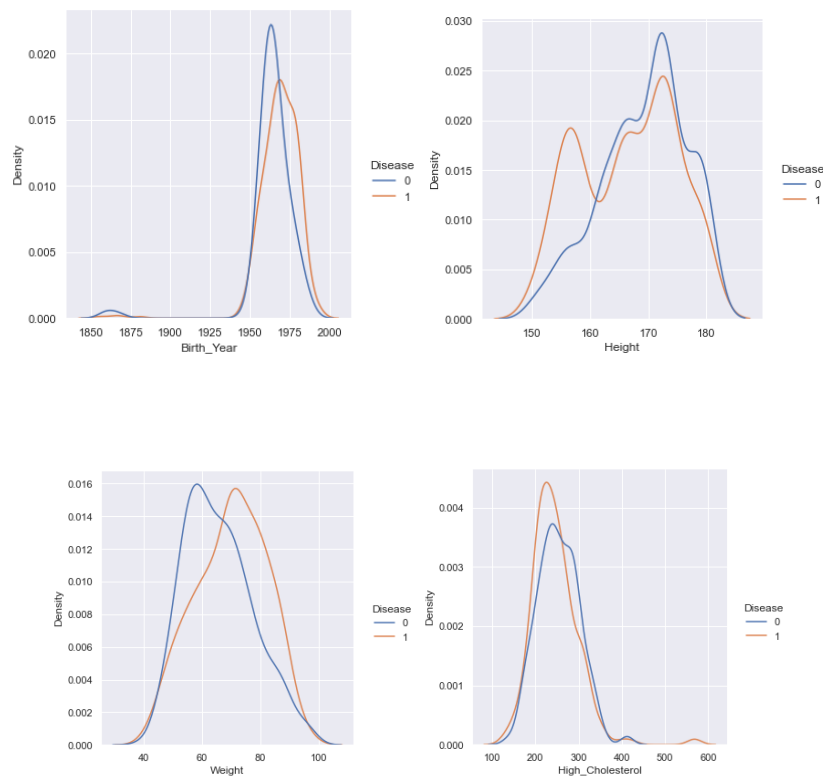 0.020
0.015
0.010
0.005
0.000
Density
1850 1875 1900 1925 1950 1975 2000
Birth_Year
Disease
0
1
0.030
0.025
0.020
0.015
0.010
0.005
0.000
Density
150 160 170 180
Height
Disease
0
1
0.016
0.014
0.012
0.010
0.008
0.006
0.004
0.002
0.000
Density
40 60 80 100
Weight
Disease
0
1
0.004
0.003
0.002
0.001
0.000
Density
100 200 300 400 500 600
High_Cholesterol
Disease
0
1